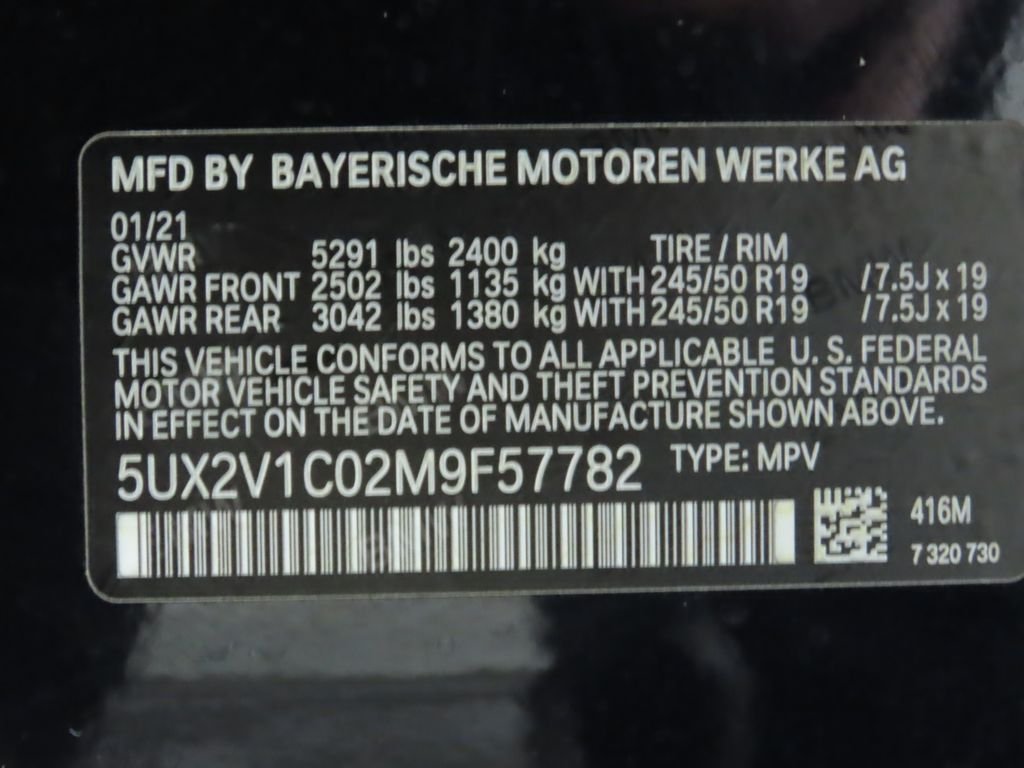 MFD BY BAYERISCHE MOTOREN WERKE AG
01/21
GVWR 5291 lbs 2400 kg TIRE / RIM
GAWR FRONT 2502 lbs 1135 kg WITH 245/50 R19 /7.5J x 19
GAWR REAR 3042 lbs 1380 kg WITH 245/50 R19 /7.5J x 19
THIS VEHICLE CONFORMS TO ALL APPLICABLE U. S. FEDERAL
MOTOR VEHICLE SAFETY AND THEFT PREVENTION STANDARDS
IN EFFECT ON THE DATE OF MANUFACTURE SHOWN ABOVE.
5UX2V1C02M9F57782 TYPE: MPV
416M
7 320 730